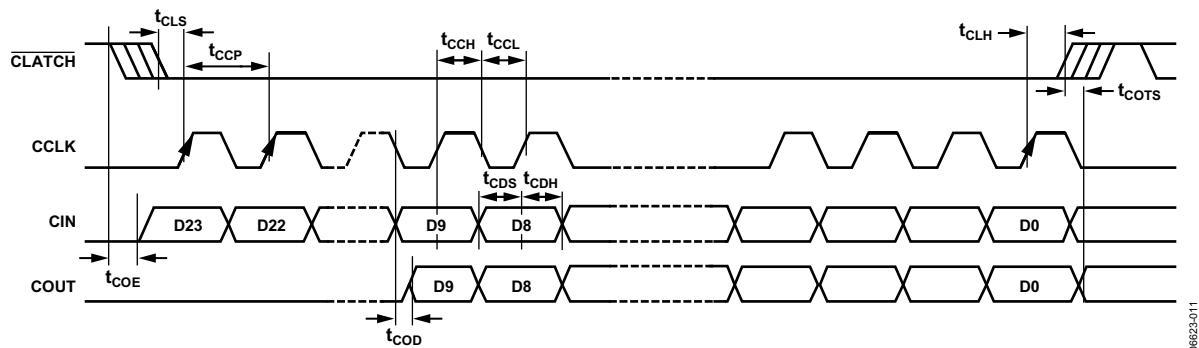 tCLS
tCCP
tCCH
tCCL
tCLH
CLATCH
tCOTS
CCLK
tCDS
tCDH
CIN
D23
D22
D9
D8
D0
tCOE
COUT
D9
D8
D0
tCOD
06623-011